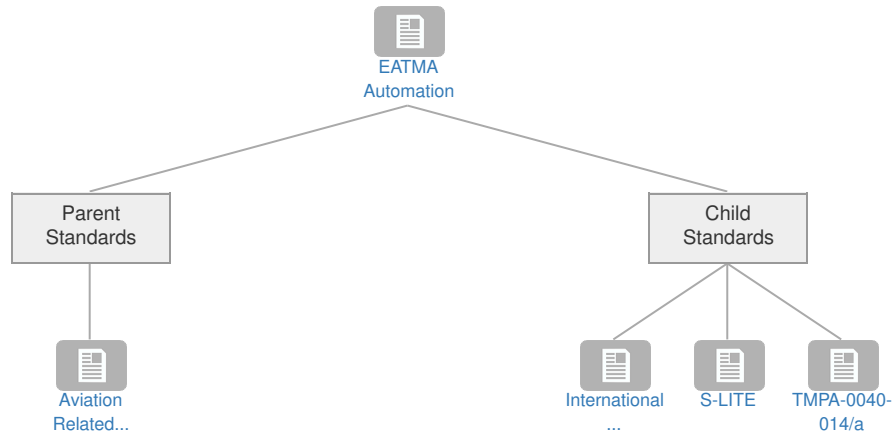 EATMA
Automation
Parent
Standards
Child
Standards
Aviation
Related...
International
...
S-LITE
TMPA-0040-
014/a